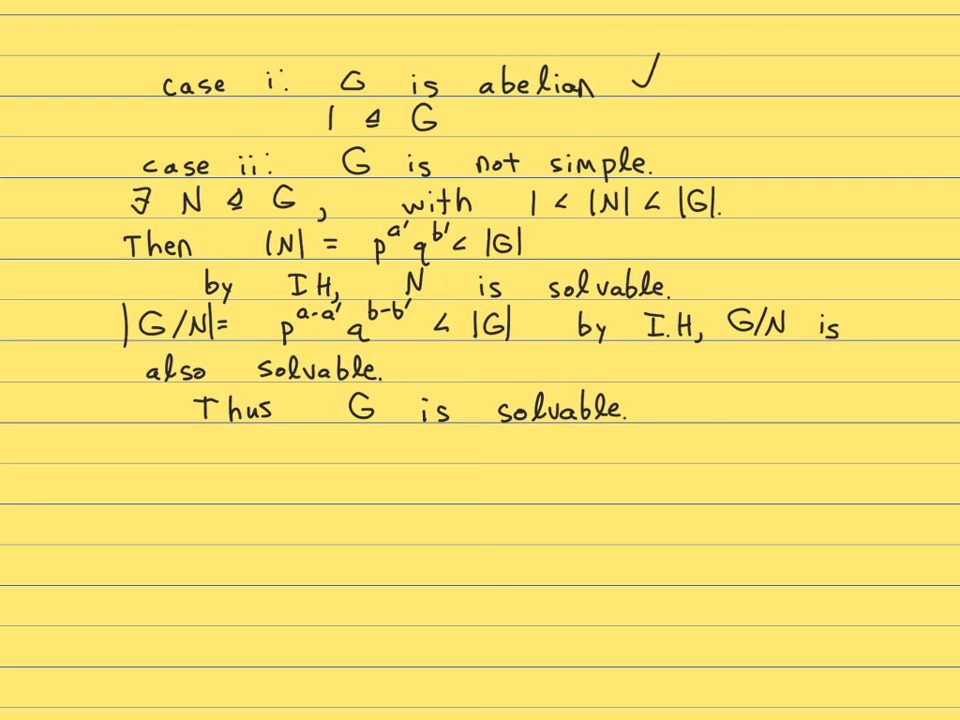 case i: G is abelian ✓
1 ⊴ G
case ii: G is not simple.
∃ N ⊴ G, with 1 < |N| < |G|.
Then |N| = p^a' q^b' < |G|
by IH, N is solvable.
|G/N| = p^a-a' q^b-b' < |G| by I.H, G/N is
also solvable.
Thus G is solvable.